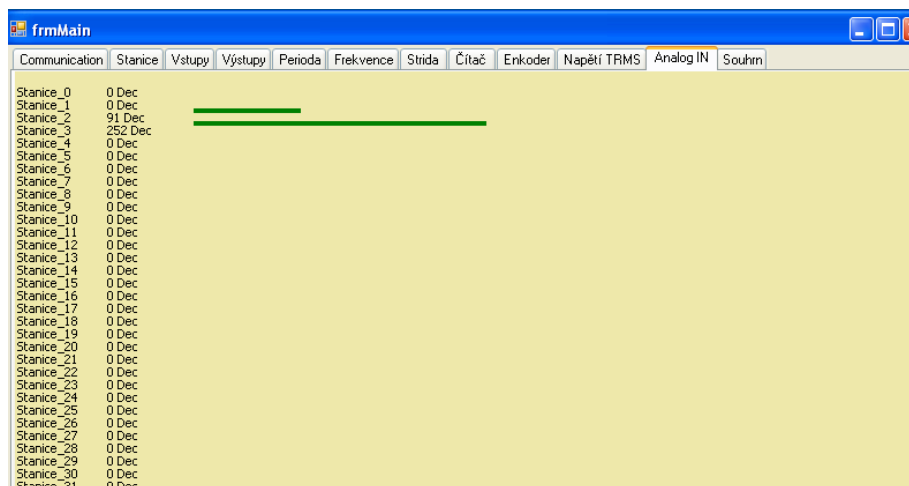 frmMain
Communication Stanice Vstupy Výstupy Perioda Frekvence Strida Čítač Enkoder Napětí TRMS Analog IN Souhrn
Stanice_0 0 Dec
Stanice_1 0 Dec
Stanice_2 91 Dec
Stanice_3 252 Dec
Stanice_4 0 Dec
Stanice_5 0 Dec
Stanice_6 0 Dec
Stanice_7 0 Dec
Stanice_8 0 Dec
Stanice_9 0 Dec
Stanice_10 0 Dec
Stanice_11 0 Dec
Stanice_12 0 Dec
Stanice_13 0 Dec
Stanice_14 0 Dec
Stanice_15 0 Dec
Stanice_16 0 Dec
Stanice_17 0 Dec
Stanice_18 0 Dec
Stanice_19 0 Dec
Stanice_20 0 Dec
Stanice_21 0 Dec
Stanice_22 0 Dec
Stanice_23 0 Dec
Stanice_24 0 Dec
Stanice_25 0 Dec
Stanice_26 0 Dec
Stanice_27 0 Dec
Stanice_28 0 Dec
Stanice_29 0 Dec
Stanice_30 0 Dec
Stanice_31 0 Dec